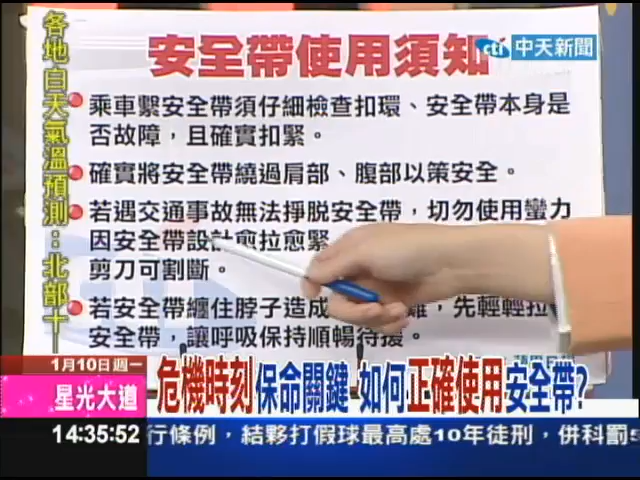 安全帶使用須知
cti 中天新聞
各地白天氣溫預測：北部十
乘車繫安全帶須仔細檢查扣環、安全帶本身是
否故障，且確實扣緊。
確實將安全帶繞過肩部、腹部以策安全。
若遇交通事故無法掙脫安全帶，切勿使用蠻力
因安全帶設計愈拉愈緊
剪刀可割斷。
若安全帶纏住脖子造成 難，先輕輕拉
安全帶，讓呼吸保持順暢待援。
1月10日週一
星光大道
危機時刻保命關鍵 如何正確使用安全帶?
14:35:52
行條例，結夥打假球最高處10年徒刑，併科罰5